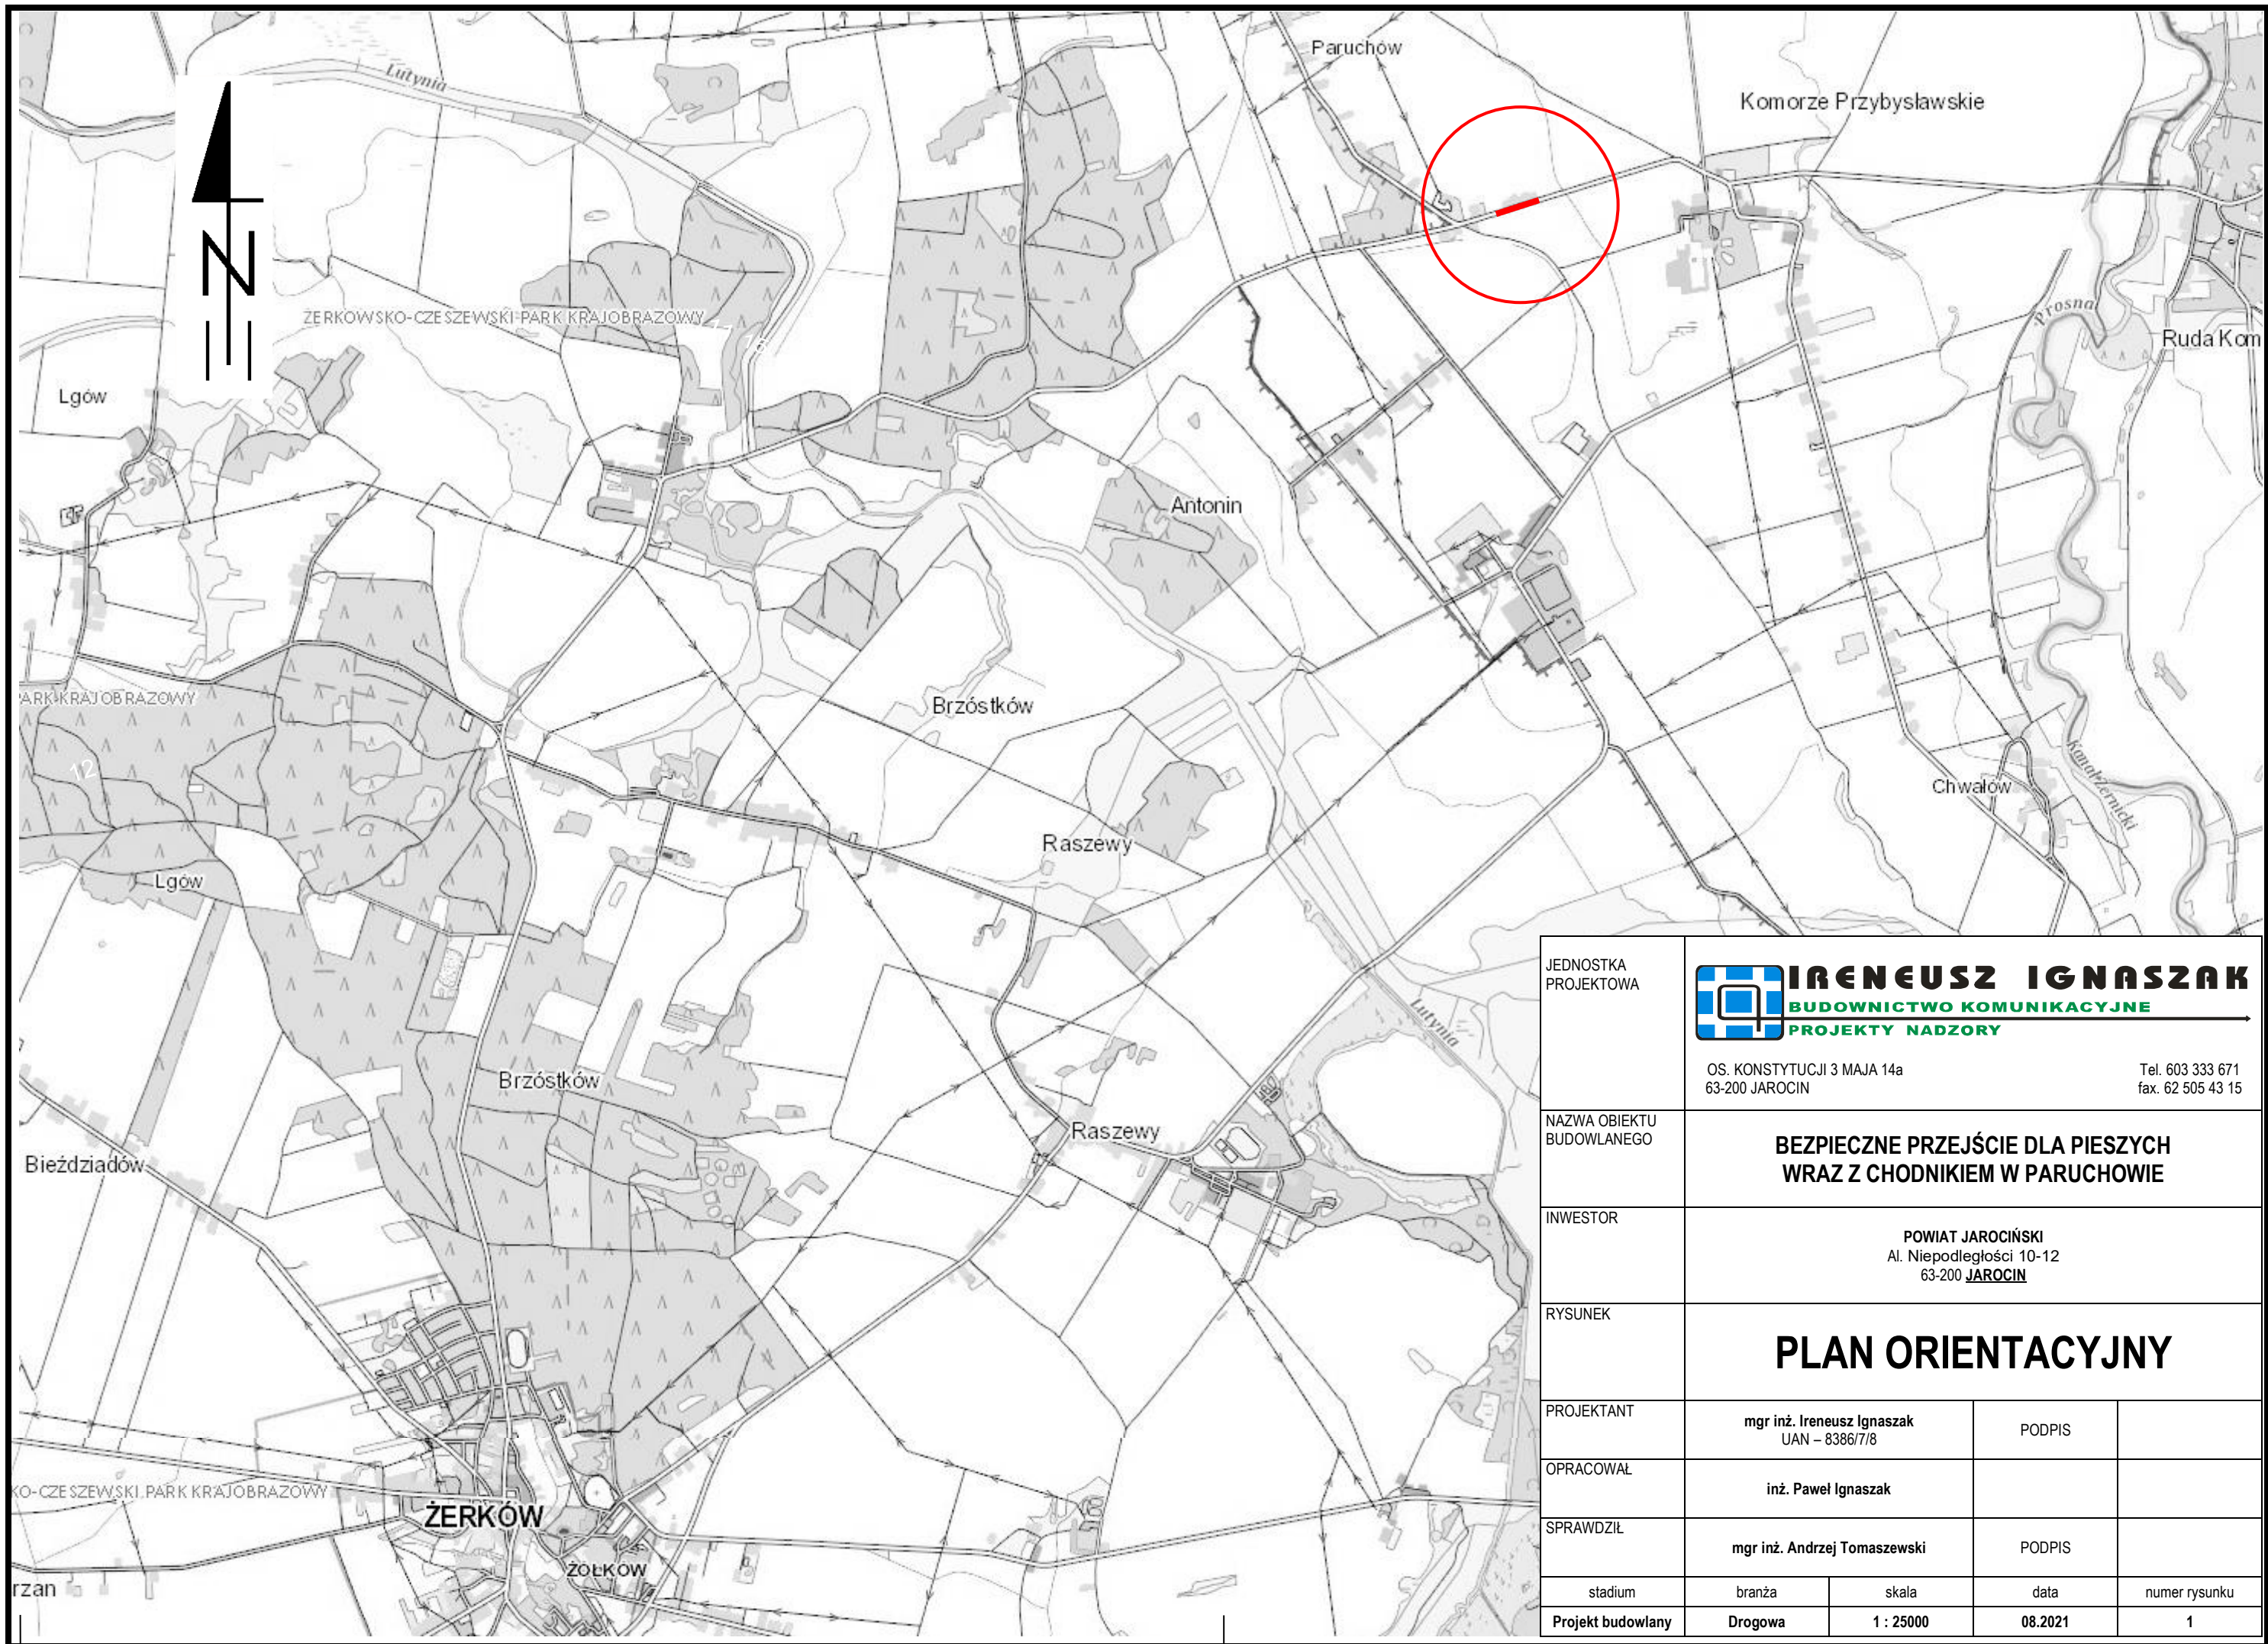 Paruchów
Komorze Przybysławskie
Lutynia
N
ŻERKOWSKO-CZESZEWSKI PARK KRAJOBRAZOWY
Prosna
Ruda Kom
Lgów
Antonin
PARK KRAJOBRAZOWY
Brzóstków
12
Kanał Żernicki
Chwałów
Raszewy
Lgów
Lutynia
Brzóstków
Raszewy
Bieździadów
KO-CZESZEWSKI PARK KRAJOBRAZOWY
ŻERKÓW
ŻÓŁKÓW
rzan
JEDNOSTKA
PROJEKTOWA
IRENEUSZ IGNASZAK
BUDOWNICTWO KOMUNIKACYJNE
PROJEKTY NADZORY
OS. KONSTYTUCJI 3 MAJA 14a Tel. 603 333 671
63-200 JAROCIN fax. 62 505 43 15
NAZWA OBIEKTU
BUDOWLANEGO
BEZPIECZNE PRZEJŚCIE DLA PIESZYCH
WRAZ Z CHODNIKIEM W PARUCHOWIE
INWESTOR
POWIAT JAROCIŃSKI
Al. Niepodległości 10-12
63-200 JAROCIN
RYSUNEK
PLAN ORIENTACYJNY
PROJEKTANT
mgr inż. Ireneusz Ignaszak
UAN – 8386/7/8
PODPIS
OPRACOWAŁ
inż. Paweł Ignaszak
SPRAWDZIŁ
mgr inż. Andrzej Tomaszewski PODPIS
stadium branża skala data numer rysunku
Projekt budowlany Drogowa 1 : 25000 08.2021 1